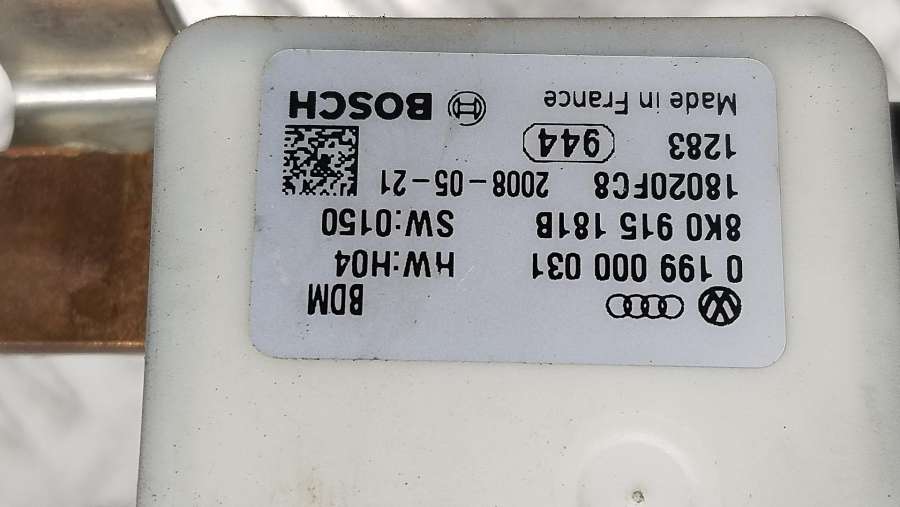 BDM
0 199 000 031 HW:H04
8K0 915 181B SW:0150
18020FC8 2008-05-21
1283 944
Made in France BOSCH